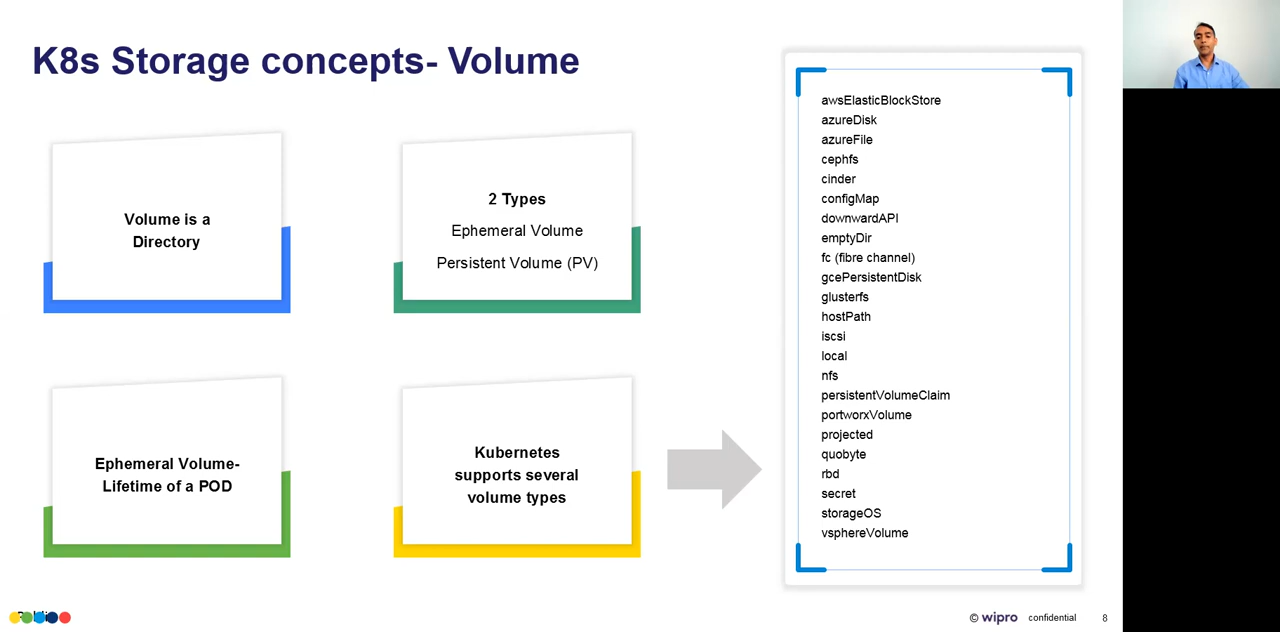 K8s Storage concepts- Volume
Volume is a
Directory
2 Types
Ephemeral Volume
Persistent Volume (PV)
Ephemeral Volume-
Lifetime of a POD
Kubernetes
supports several
volume types
awsElasticBlockStore
azureDisk
azureFile
cephfs
cinder
configMap
downwardAPI
emptyDir
fc (fibre channel)
gcePersistentDisk
glusterfs
hostPath
iscsi
local
nfs
persistentVolumeClaim
portworxVolume
projected
quobyte
rbd
secret
storageOS
vsphereVolume
© wipro confidential 8